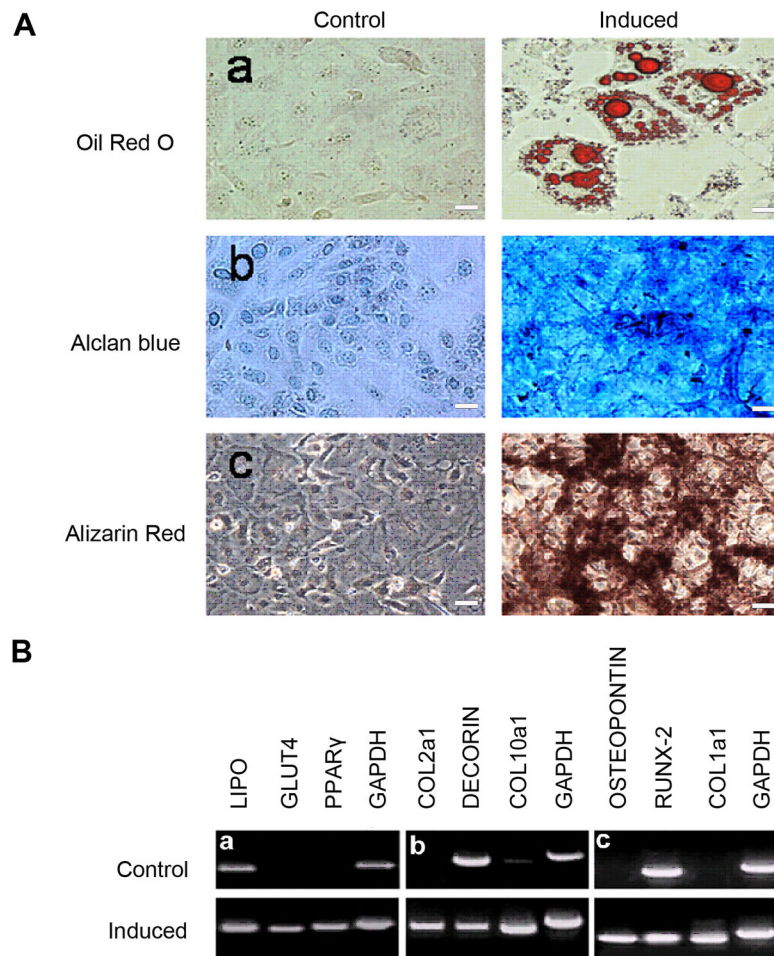 A
Control Induced
Oil Red O
a
Alclan blue
b
Alizarin Red
c
B
LIPO GLUT4 PPARγ GAPDH COL2a1 DECORIN COL10a1 GAPDH OSTEOPONTIN RUNX-2 COL1a1 GAPDH
Control a b c
Induced